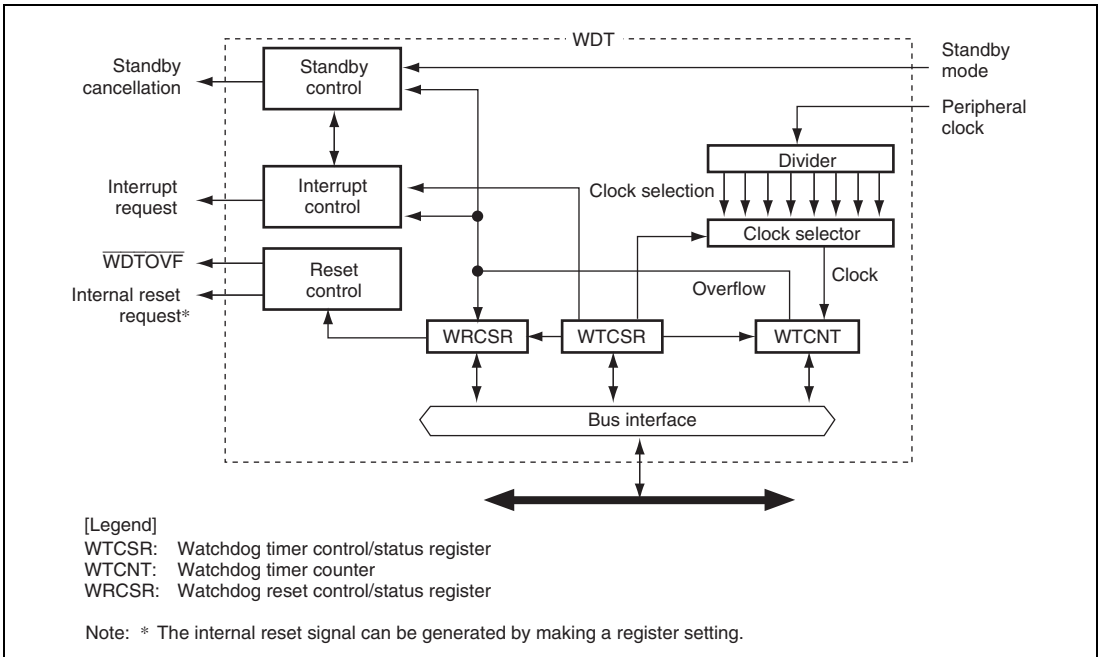 WDT
Standby
cancellation
Standby
control
Standby
mode
Peripheral
clock
Divider
Interrupt
request
Interrupt
control
Clock selection
Clock selector
WDTOVF
Internal reset
request*
Reset
control
Overflow
Clock
WRCSR
WTCSR
WTCNT
Bus interface
[Legend]
WTCSR: Watchdog timer control/status register
WTCNT: Watchdog timer counter
WRCSR: Watchdog reset control/status register
Note: * The internal reset signal can be generated by making a register setting.